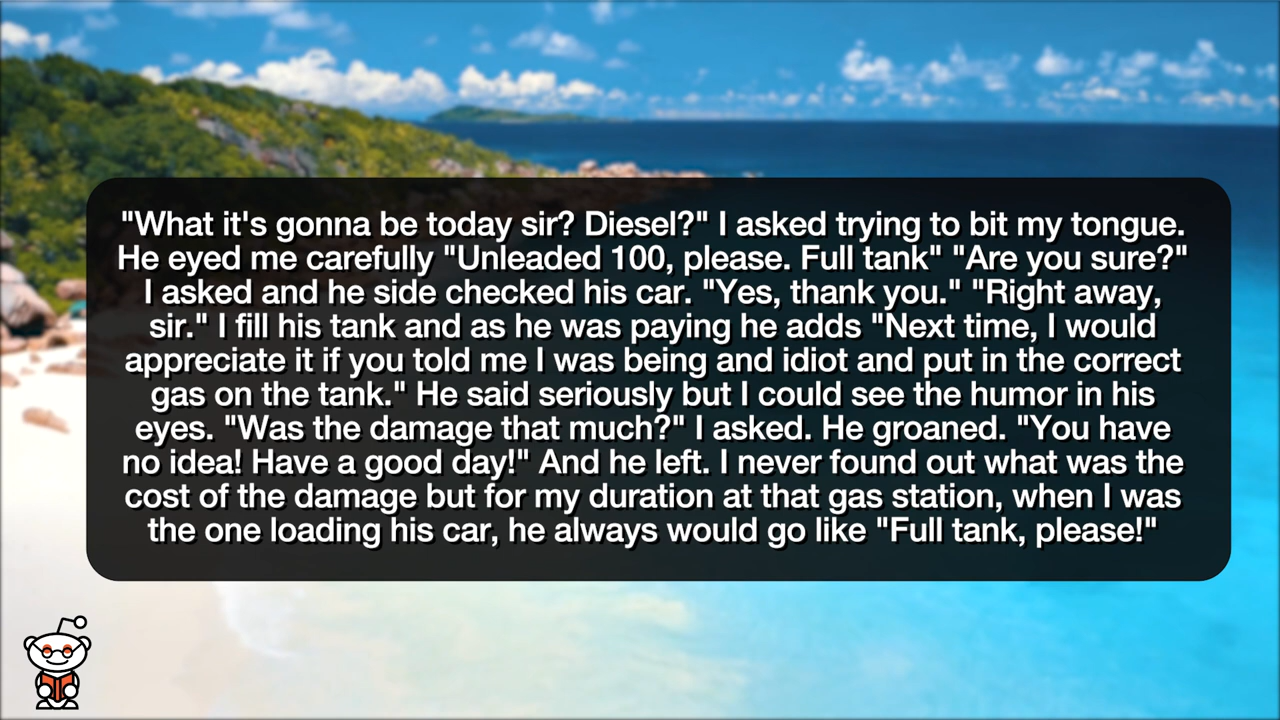 "What it's gonna be today sir? Diesel?" I asked trying to bit my tongue.
He eyed me carefully "Unleaded 100, please. Full tank" "Are you sure?"
I asked and he side checked his car. "Yes, thank you." "Right away,
sir." I fill his tank and as he was paying he adds "Next time, I would
appreciate it if you told me I was being and idiot and put in the correct
gas on the tank." He said seriously but I could see the humor in his
eyes. "Was the damage that much?" I asked. He groaned. "You have
no idea! Have a good day!" And he left. I never found out what was the
cost of the damage but for my duration at that gas station, when I was
the one loading his car, he always would go like "Full tank, please!"